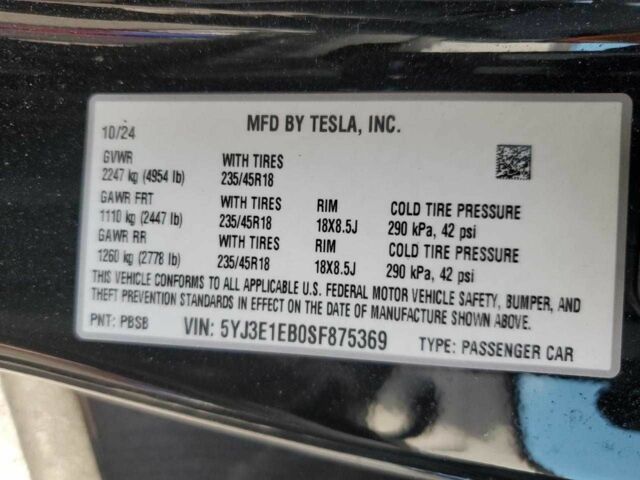 10/24 MFD BY TESLA, INC.
GVWR WITH TIRES
2247 kg (4954 lb) 235/45R18
GAWR FRT WITH TIRES RIM COLD TIRE PRESSURE
1110 kg (2447 lb) 235/45R18 18X8.5J 290 kPa, 42 psi
GAWR RR WITH TIRES RIM COLD TIRE PRESSURE
1260 kg (2778 lb) 235/45R18 18X8.5J 290 kPa, 42 psi
THIS VEHICLE CONFORMS TO ALL APPLICABLE U.S. FEDERAL MOTOR VEHICLE SAFETY, BUMPER, AND
THEFT PREVENTION STANDARDS IN EFFECT ON THE DATE OF MANUFACTURE SHOWN ABOVE.
PNT: PBSB VIN: 5YJ3E1EB0SF875369 TYPE: PASSENGER CAR